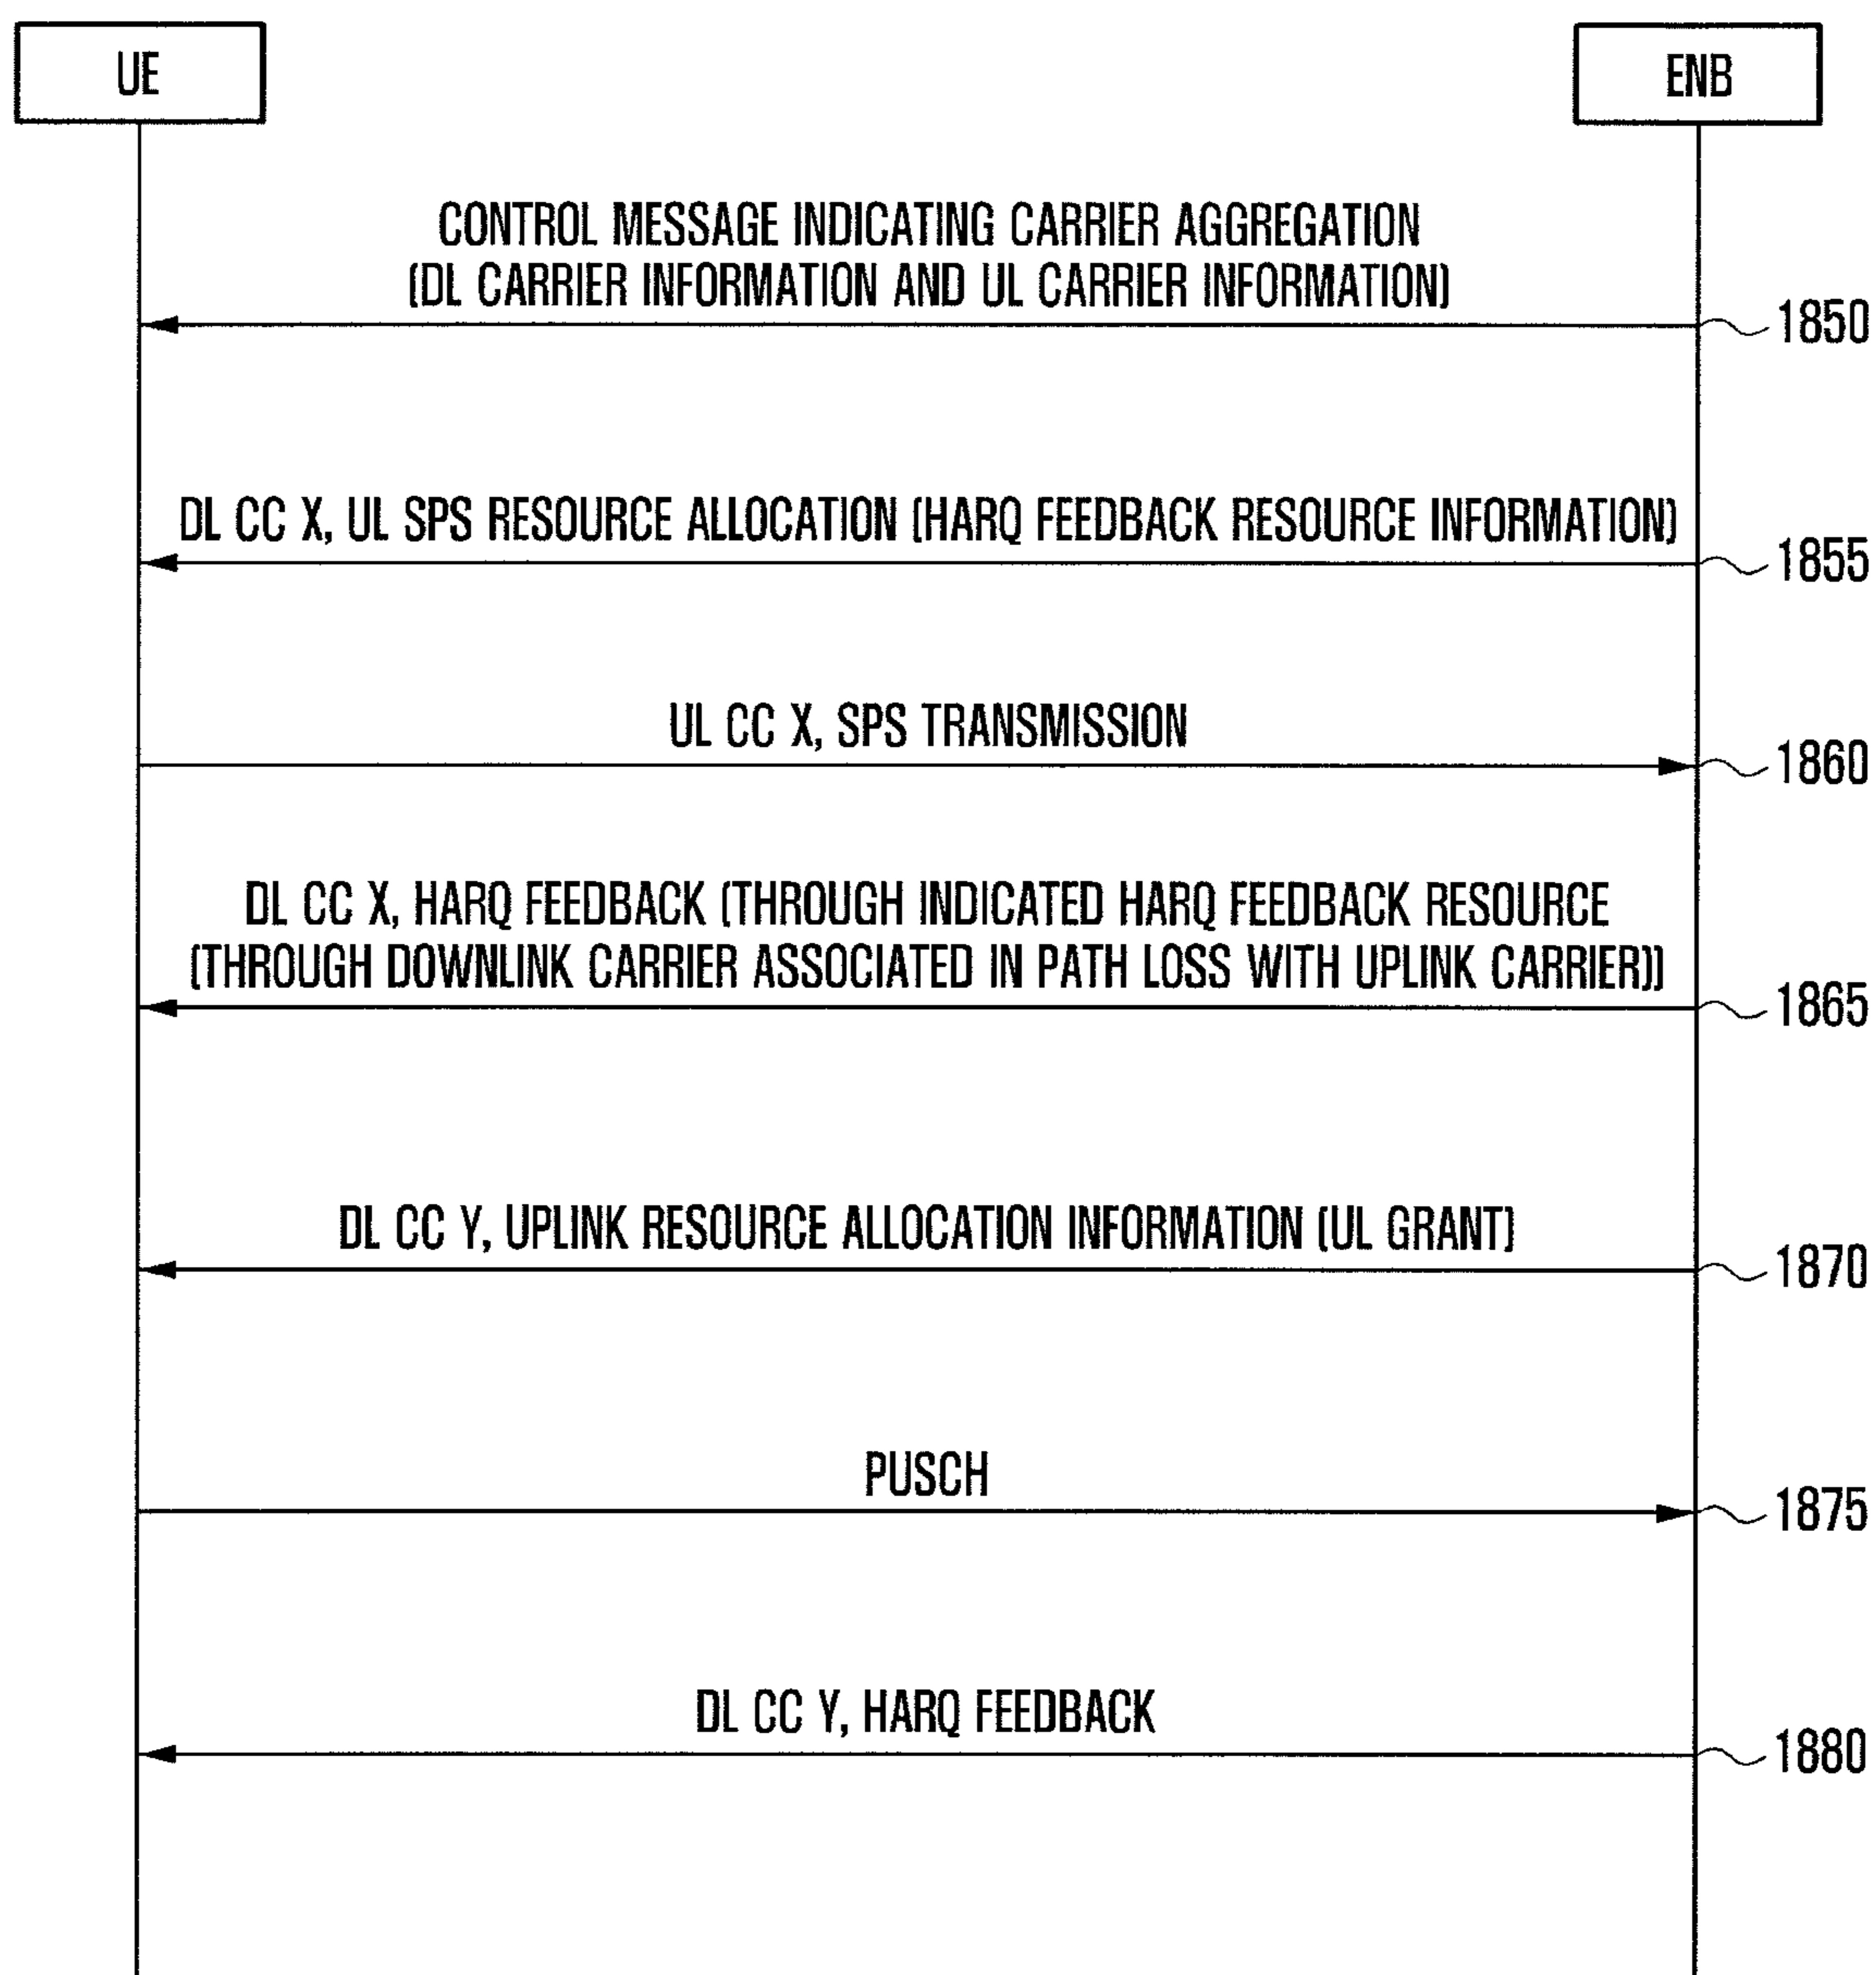 UE
ENB
CONTROL MESSAGE INDICATING CARRIER AGGREGATION
(DL CARRIER INFORMATION AND UL CARRIER INFORMATION)
1850
DL CC X, UL SPS RESOURCE ALLOCATION (HARQ FEEDBACK RESOURCE INFORMATION)
1855
UL CC X, SPS TRANSMISSION
1860
DL CC X, HARQ FEEDBACK (THROUGH INDICATED HARQ FEEDBACK RESOURCE
(THROUGH DOWNLINK CARRIER ASSOCIATED IN PATH LOSS WITH UPLINK CARRIER))
1865
DL CC Y, UPLINK RESOURCE ALLOCATION INFORMATION (UL GRANT)
1870
PUSCH
1875
DL CC Y, HARQ FEEDBACK
1880